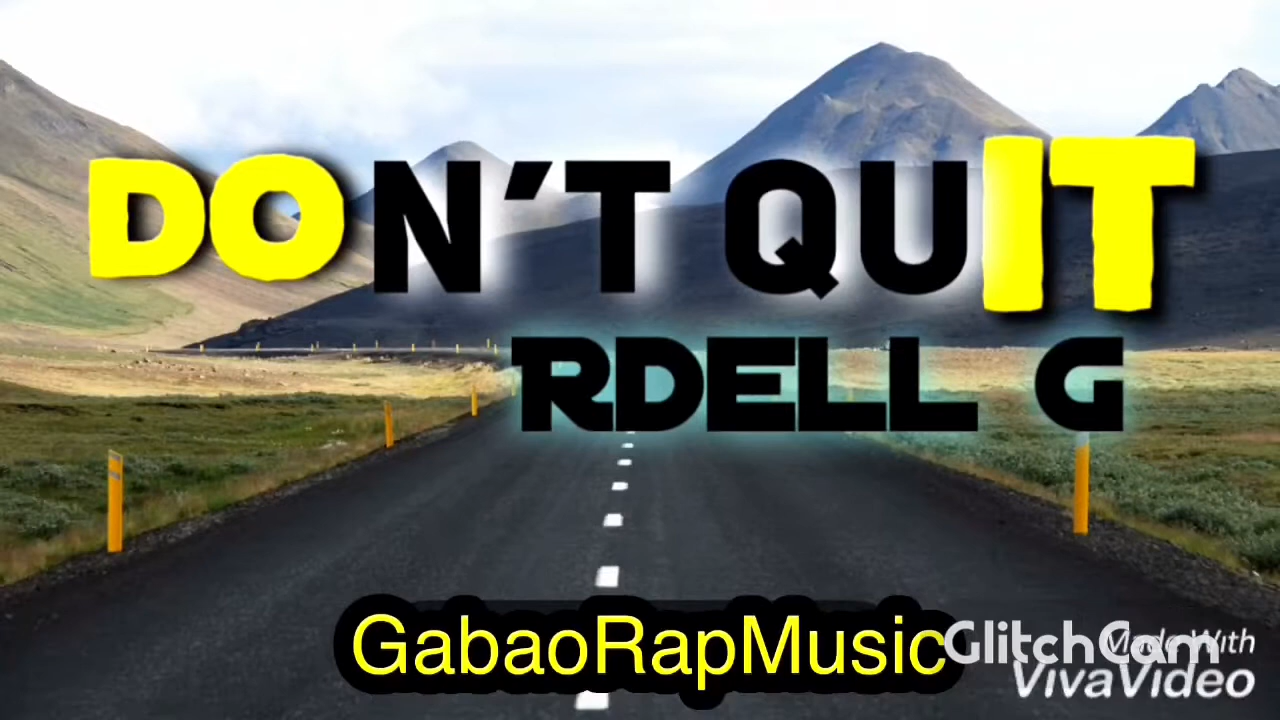 DON'T QUIT
RDELL G
GabaoRapMusic
GlitchCam
Made With
VivaVideo